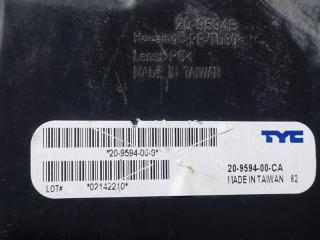 20-9594B
Housing >PP-TD30<
Lens >PC<
MADE IN TAIWAN
TYC
*20-9594-00-9*
20-9594-00-CA
MADE IN TAIWAN 62
LOT# *02142210*